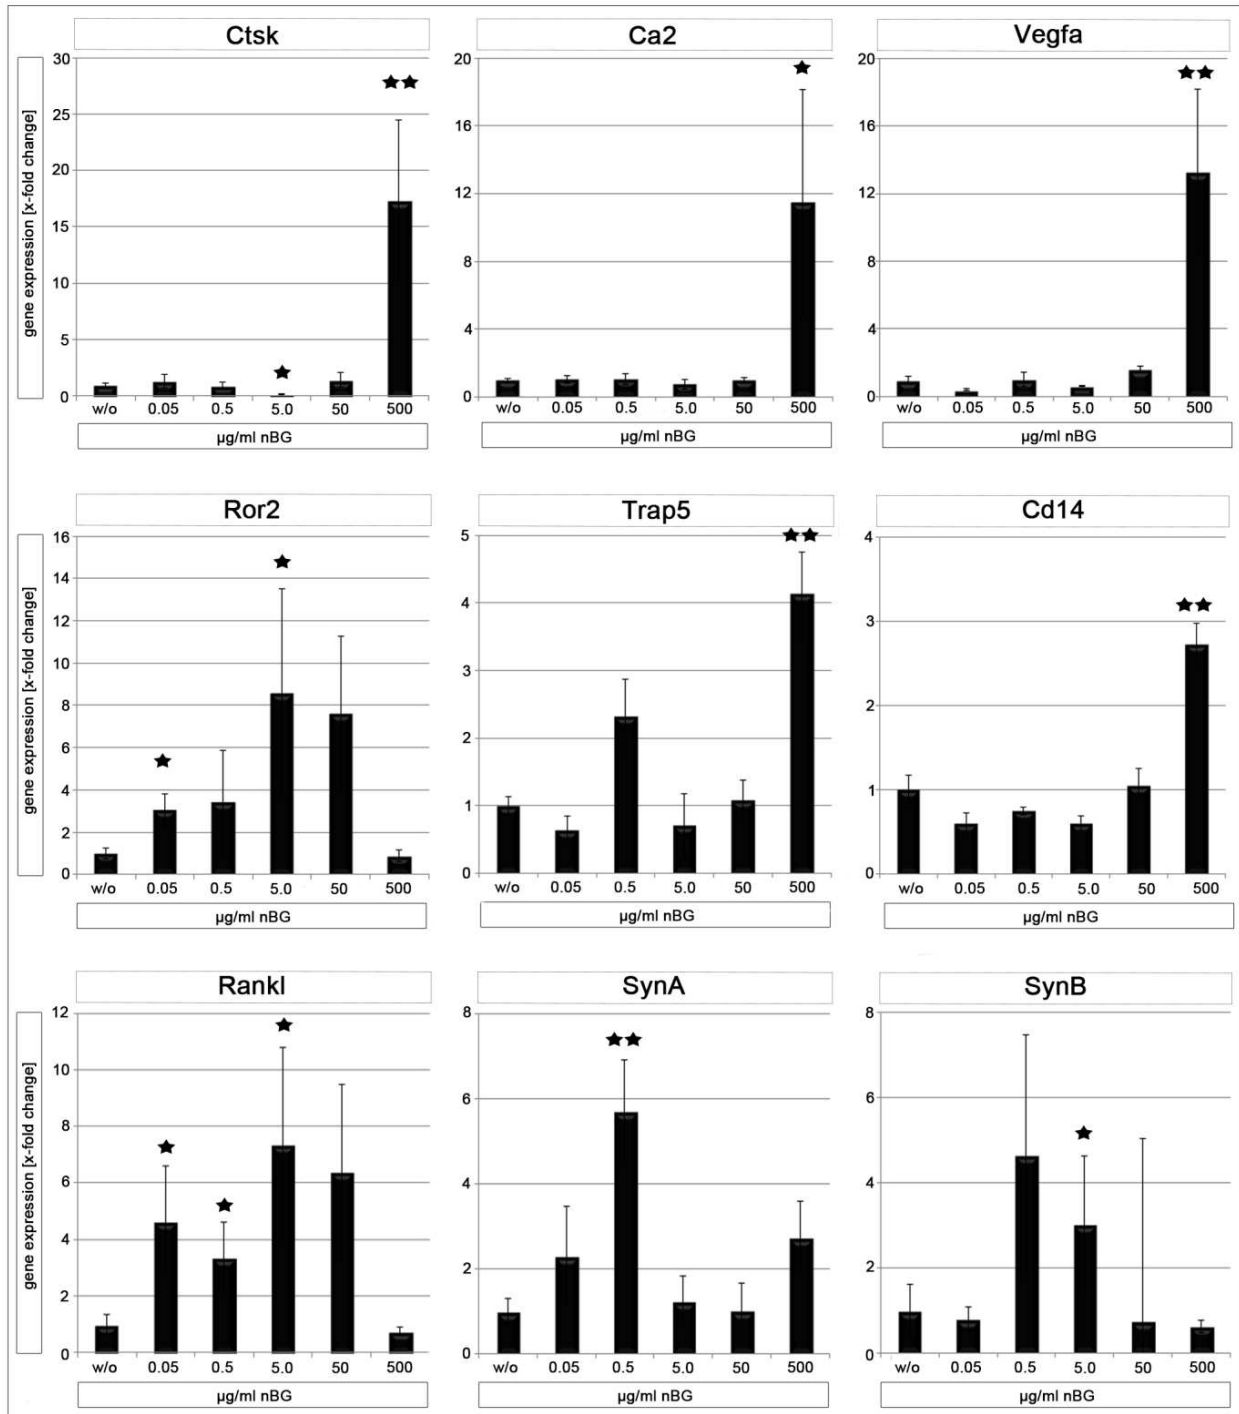 Ctsk Ca2 Vegfa
gene expression [x-fold change]
30
25
20
15
10
5
0
w/o 0.05 0.5 5.0 50 500
µg/ml nBG
20
16
12
8
4
0
w/o 0.05 0.5 5.0 50 500
µg/ml nBG
20
16
12
8
4
0
w/o 0.05 0.5 5.0 50 500
µg/ml nBG
Ror2 Trap5 Cd14
gene expression [x-fold change]
16
14
12
10
8
6
4
2
0
w/o 0.05 0.5 5.0 50 500
µg/ml nBG
5
4
3
2
1
0
w/o 0.05 0.5 5.0 50 500
µg/ml nBG
4
3
2
1
0
w/o 0.05 0.5 5.0 50 500
µg/ml nBG
Rankl SynA SynB
gene expression [x-fold change]
12
10
8
6
4
2
0
w/o 0.05 0.5 5.0 50 500
µg/ml nBG
8
6
4
2
0
w/o 0.05 0.5 5.0 50 500
µg/ml nBG
8
6
4
2
0
w/o 0.05 0.5 5.0 50 500
µg/ml nBG